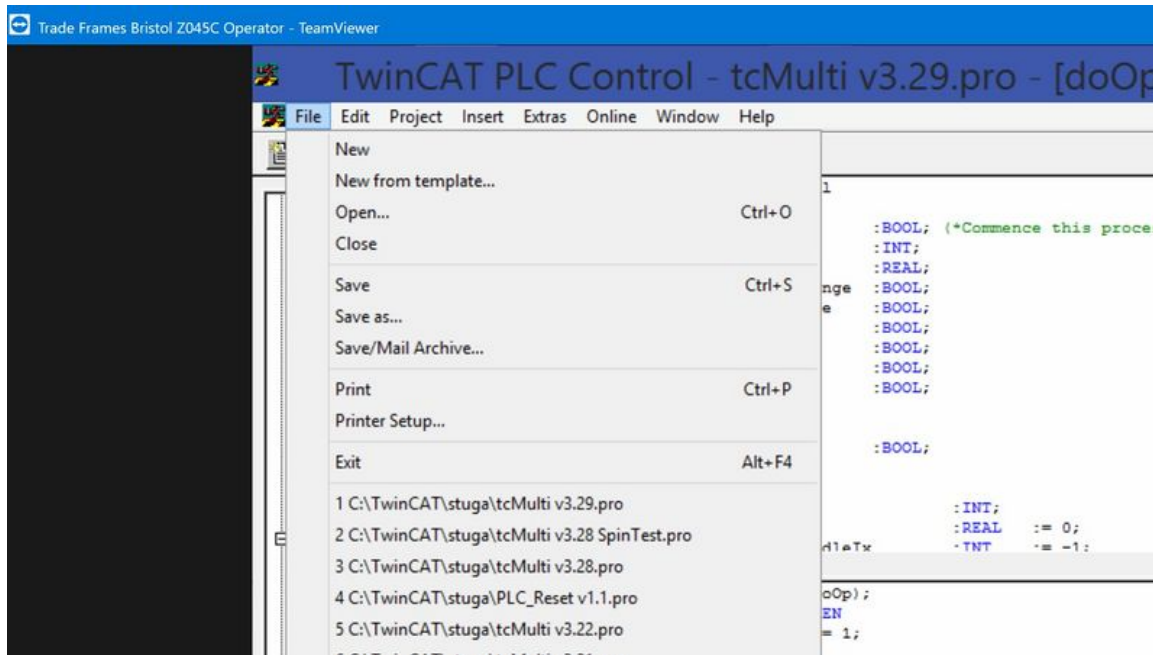 Trade Frames Bristol Z045C Operator - TeamViewer
TwinCAT PLC Control - tcMulti v3.29.pro - [doOp
File Edit Project Insert Extras Online Window Help
New
New from template...
Open... Ctrl+O
Close
Save Ctrl+S
Save as...
Save/Mail Archive...
Print Ctrl+P
Printer Setup...
Exit Alt+F4
1 C:\TwinCAT\stuga\tcMulti v3.29.pro
2 C:\TwinCAT\stuga\tcMulti v3.28 SpinTest.pro
3 C:\TwinCAT\stuga\tcMulti v3.28.pro
4 C:\TwinCAT\stuga\PLC_Reset v1.1.pro
5 C:\TwinCAT\stuga\tcMulti v3.22.pro
:BOOL; (*Commence this proce
:INT;
:REAL;
nge :BOOL;
e :BOOL;
:BOOL;
:BOOL;
:BOOL;
:BOOL;
:BOOL;
:INT;
:REAL := 0;
dleTx :INT := -1;
oOp);
EN
= 1;